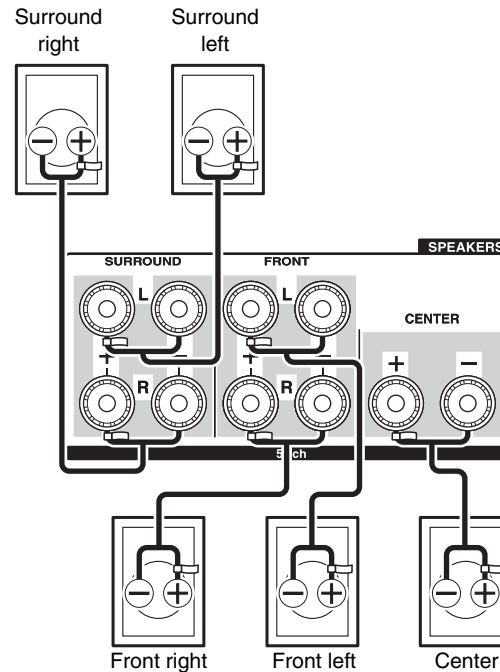 Surround
right
Surround
left
SPEAKERS
SURROUND
FRONT
L
L
CENTER
+
−
+
−
+
−
R
R
− +
− +
− +
− +
− +
Front right
Front left
Center